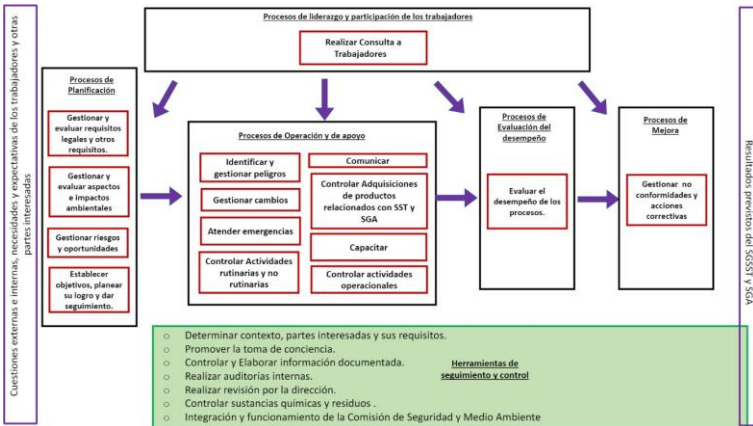 Cuestiones externas e internas, necesidades y expectativas de los trabajadores y otras
partes interesadas
Procesos de liderazgo y participación de los trabajadores
Realizar Consulta a
Trabajadores
Procesos de
Planificación
Gestionar y
evaluar requisitos
legales y otros
requisitos.
Gestionar y
evaluar aspectos
e impactos
ambientales
Gestionar riesgos
y oportunidades
Establecer
objetivos, planear
su logro y dar
seguimiento.
Procesos de Operación y de apoyo
Identificar y
gestionar peligros
Gestionar cambios
Atender emergencias
Controlar Actividades
rutinarias y no
rutinarias
Comunicar
Controlar Adquisiciones
de productos
relacionados con SST y
SGA
Capacitar
Controlar actividades
operacionales
Procesos de
Evaluación del
desempeño
Evaluar el
desempeño de los
procesos.
Procesos de
Mejora
Gestionar no
conformidades y
acciones
correctivas
Resultados previstos del SGSST y SGA
o Determinar contexto, partes interesadas y sus requisitos.
o Promover la toma de conciencia.
o Controlar y Elaborar información documentada.
o Realizar auditorías internas.
o Realizar revisión por la dirección.
o Controlar sustancias químicas y residuos .
o Integración y funcionamiento de la Comisión de Seguridad y Medio Ambiente
Herramientas de
seguimiento y control